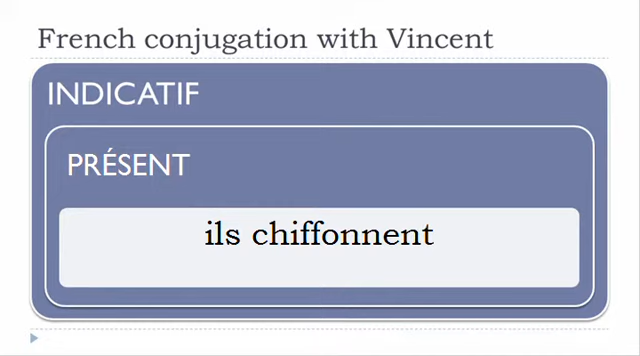 French conjugation with Vincent
INDICATIF
PRÉSENT
ils chiffonnent